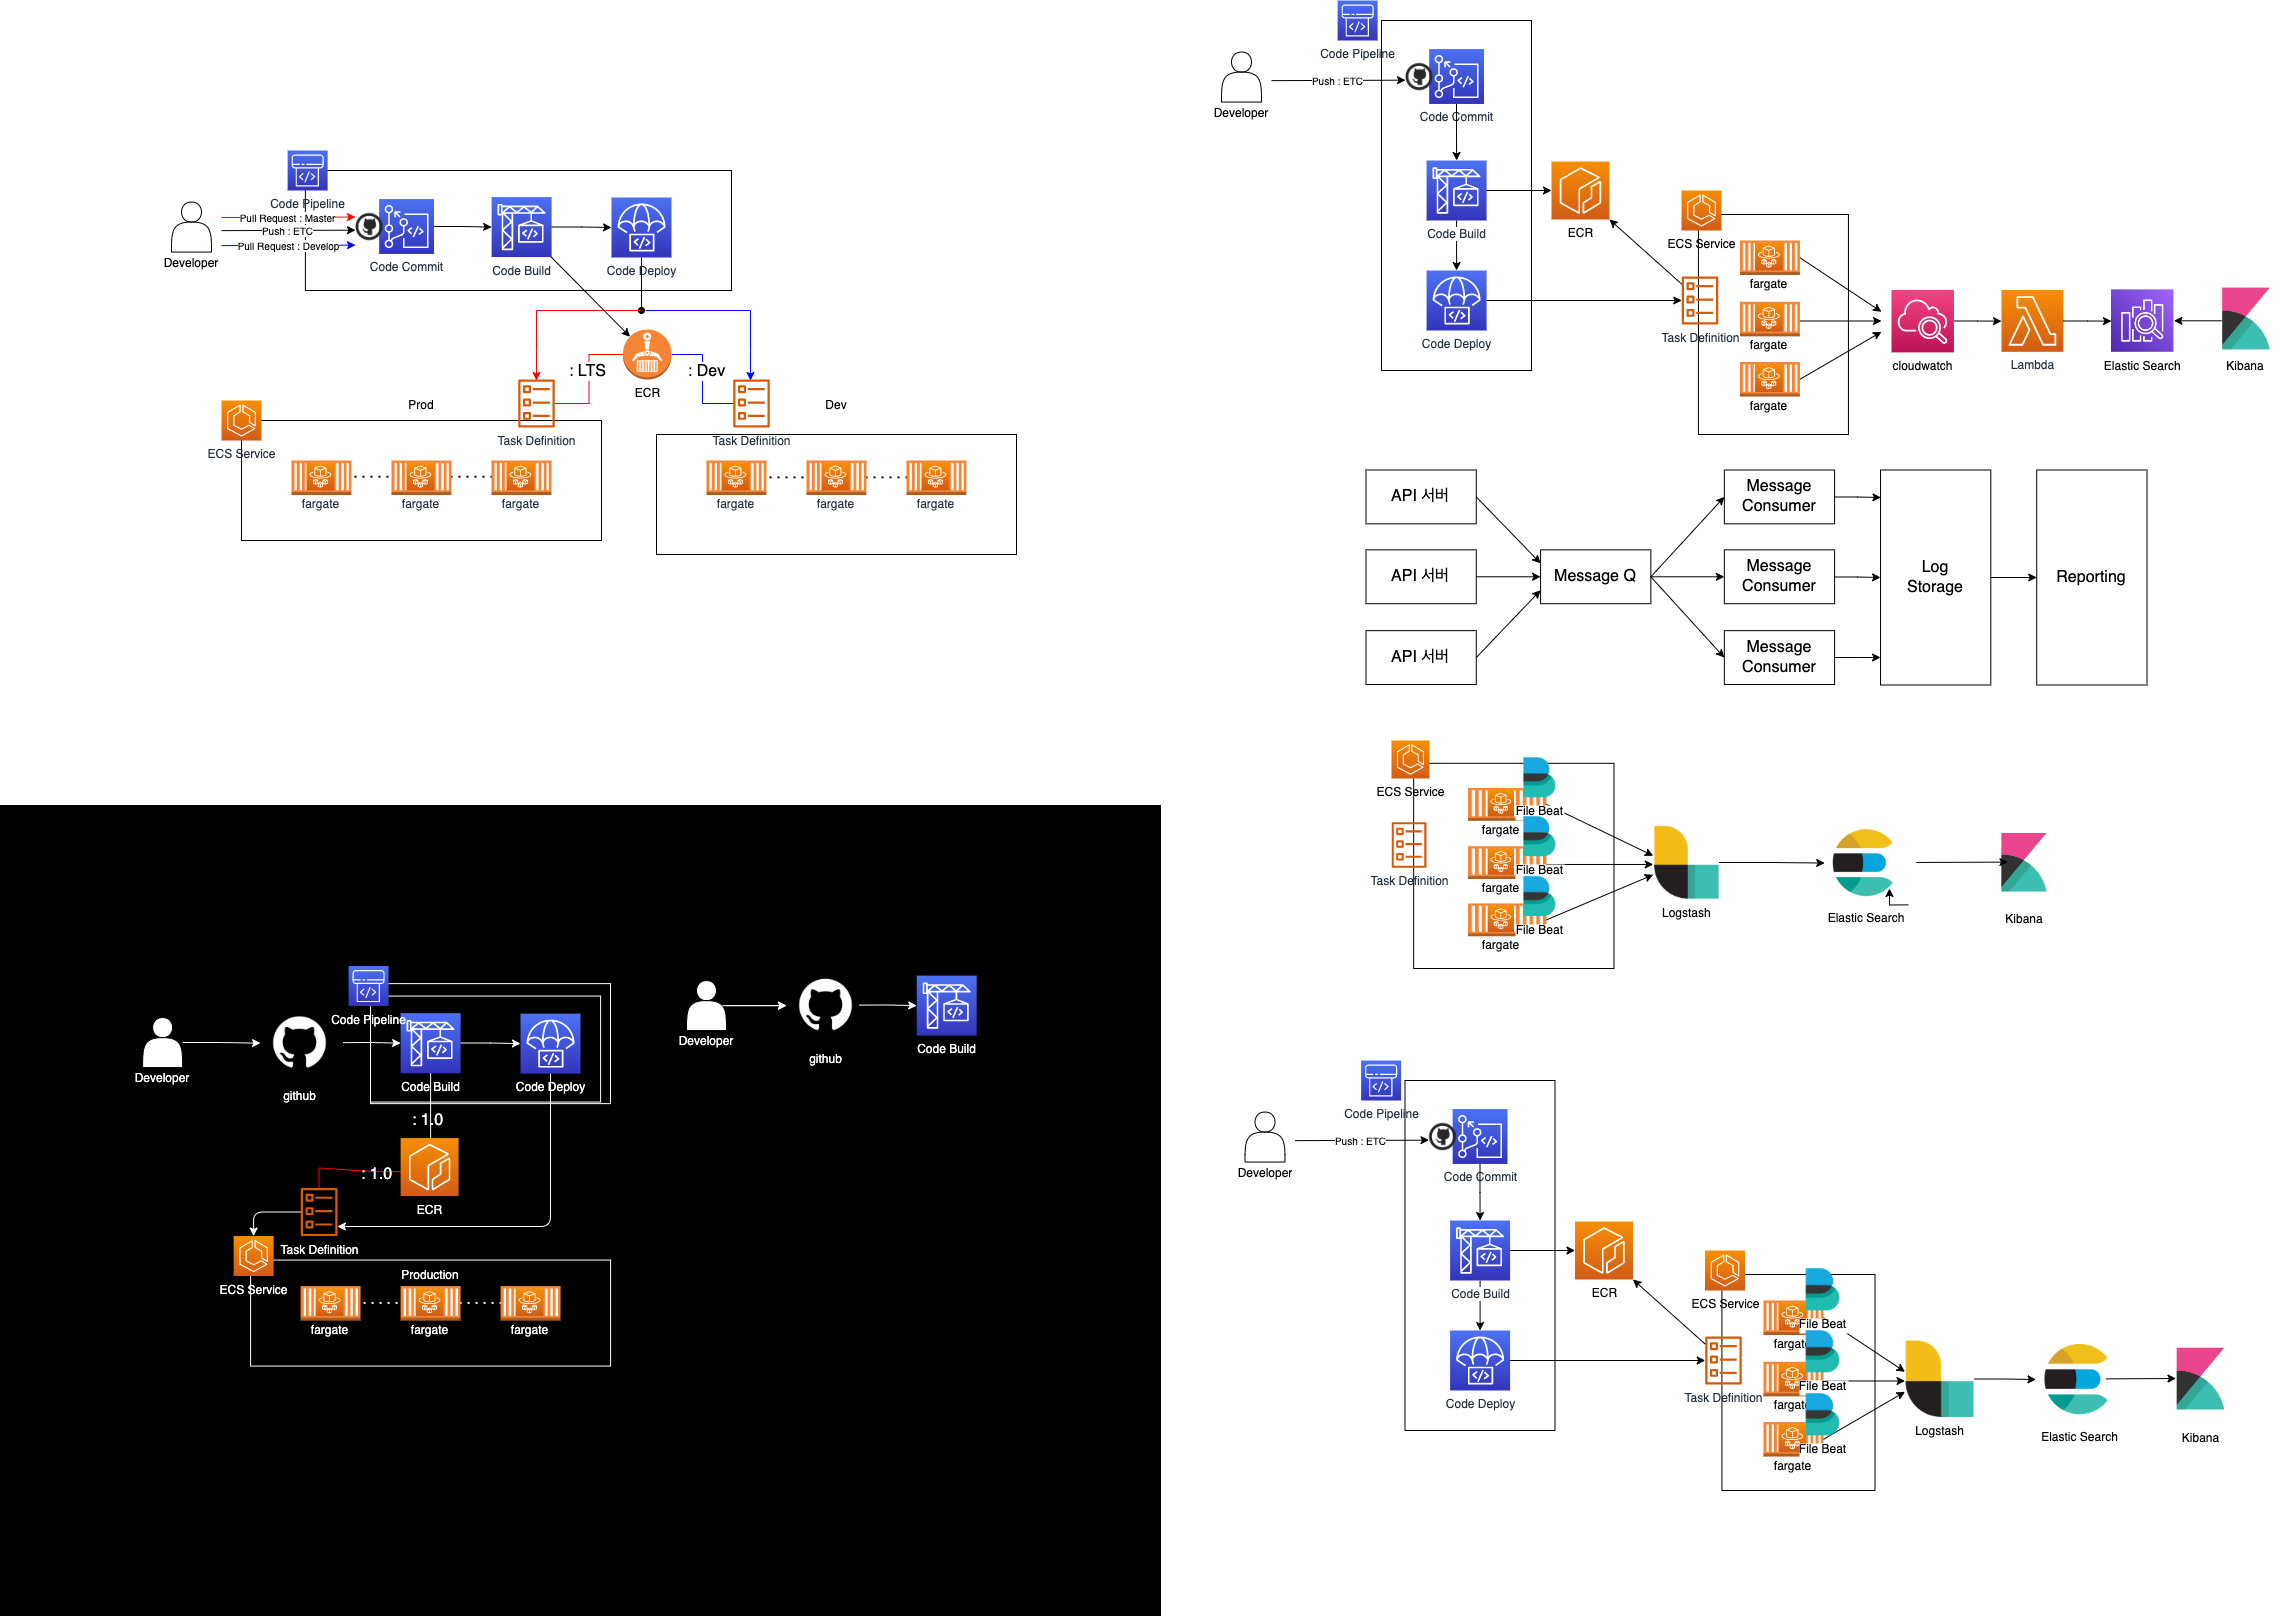 Code Pipeline
Developer
Pull Request : Master
Push : ETC
Pull Request : Develop
Code Commit
Code Build
Code Deploy
: LTS
: Dev
ECR
Prod
Dev
Task Definition
Task Definition
ECS Service
fargate
fargate
fargate
fargate
fargate
fargate
Code Pipeline
Developer
Push : ETC
Code Commit
Code Build
ECR
Code Deploy
ECS Service
Task Definition
fargate
fargate
fargate
cloudwatch
Lambda
Elastic Search
Kibana
API 서버
API 서버
API 서버
Message Q
Message
Consumer
Message
Consumer
Message
Consumer
Log
Storage
Reporting
ECS Service
Task Definition
File Beat
fargate
File Beat
fargate
File Beat
fargate
Logstash
Elastic Search
Kibana
Developer
github
Code Pipeline
Code Build
Code Deploy
: 1.0
: 1.0
ECR
Task Definition
ECS Service
Production
fargate
fargate
fargate
Developer
github
Code Build
Code Pipeline
Developer
Push : ETC
Code Commit
Code Build
ECR
Code Deploy
ECS Service
Task Definition
File Beat
fargate
File Beat
fargate
File Beat
fargate
Logstash
Elastic Search
Kibana